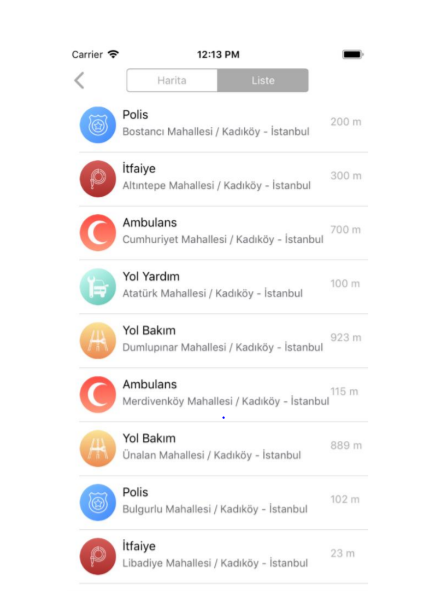 Carrier 12:13 PM
Harita Liste
Polis
Bostancı Mahallesi / Kadıköy - İstanbul 200 m
İtfaiye
Altıntepe Mahallesi / Kadıköy - İstanbul 300 m
Ambulans
Cumhuriyet Mahallesi / Kadıköy - İstanbul 700 m
Yol Yardım
Atatürk Mahallesi / Kadıköy - İstanbul 100 m
Yol Bakım
Dumlupınar Mahallesi / Kadıköy - İstanbul 923 m
Ambulans
Merdivenköy Mahallesi / Kadıköy - İstanbul 115 m
Yol Bakım
Ünalan Mahallesi / Kadıköy - İstanbul 889 m
Polis
Bulgurlu Mahallesi / Kadıköy - İstanbul 102 m
İtfaiye
Libadiye Mahallesi / Kadıköy - İstanbul 23 m